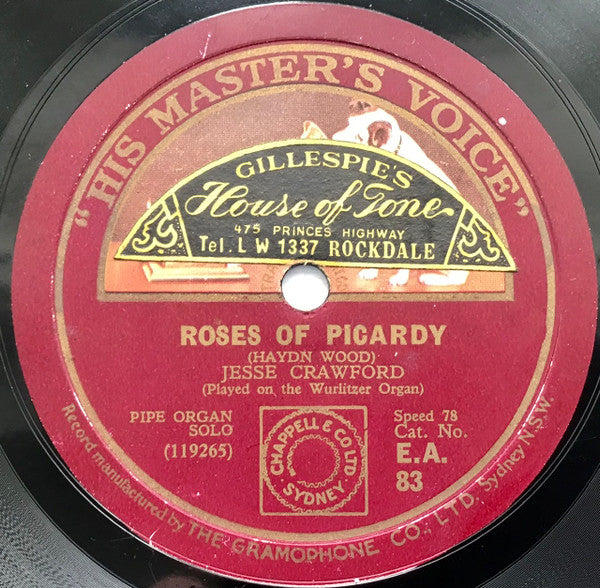 "HIS MASTER'S VOICE"
GILLESPIE'S
House of Tone
475 PRINCES HIGHWAY
Tel. L W 1337 ROCKDALE
ROSES OF PICARDY
(HAYDN WOOD)
JESSE CRAWFORD
(Played on the Wurlitzer Organ)
PIPE ORGAN
SOLO
(119265)
CHAPPELL & CO LTD
SYDNEY
Speed 78
Cat. No.
E.A.
83
Record manufactured by THE GRAMOPHONE CO., LTD., Sydney N.S.W.